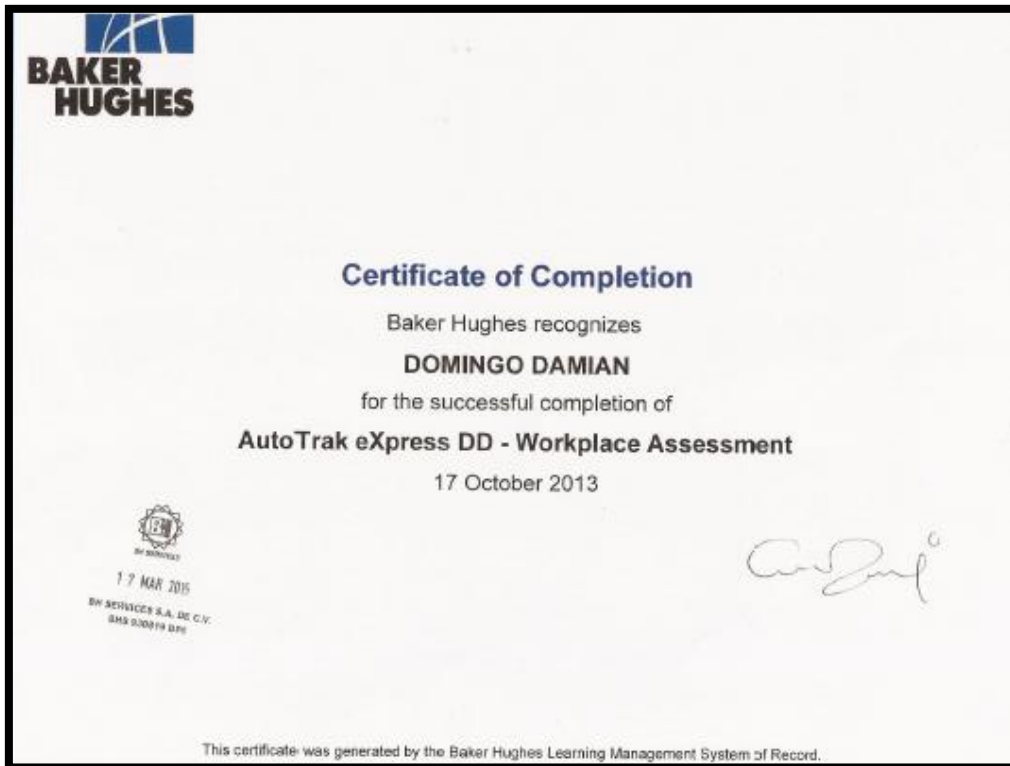 BAKER
HUGHES
Certificate of Completion
Baker Hughes recognizes
DOMINGO DAMIAN
for the successful completion of
AutoTrak eXpress DD - Workplace Assessment
17 October 2013
BH SERVICES
17 MAR 2015
BH SERVICES S.A. DE C.V.
This certificate was generated by the Baker Hughes Learning Management System of Record.